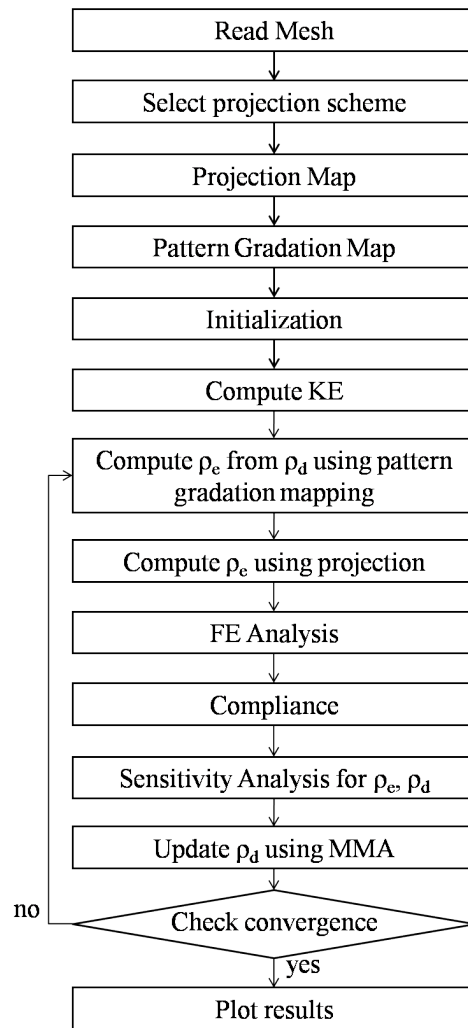 Read Mesh
Select projection scheme
Projection Map
Pattern Gradation Map
Initialization
Compute KE
Compute ρe from ρd using pattern
gradation mapping
Compute ρe using projection
FE Analysis
Compliance
Sensitivity Analysis for ρe, ρd
Update ρd using MMA
no
Check convergence
yes
Plot results